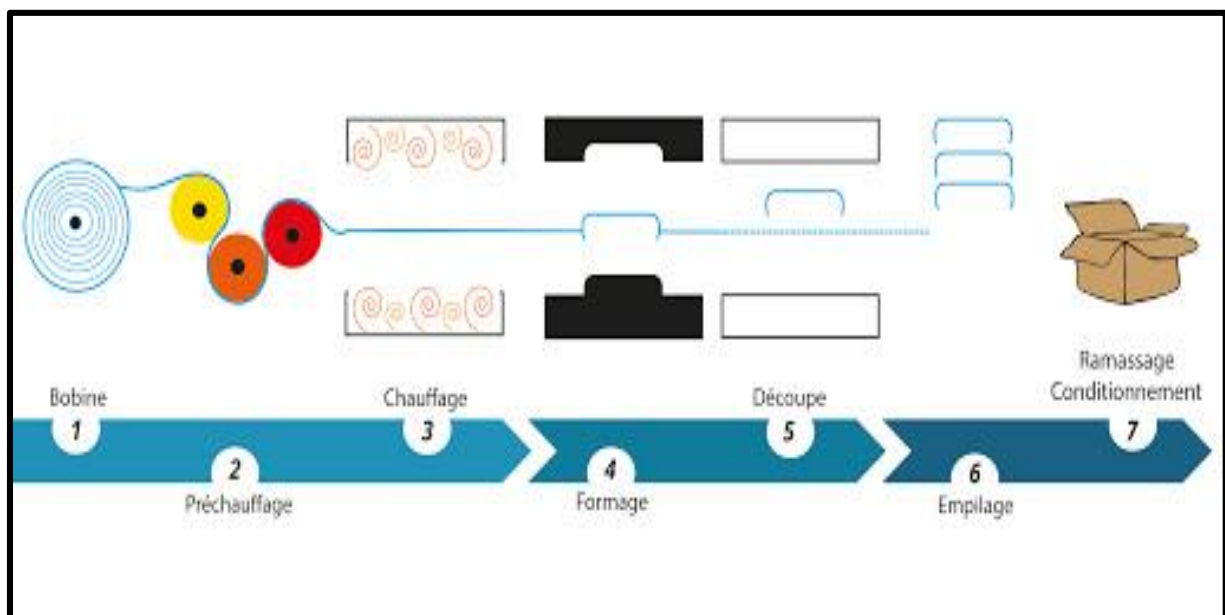 Bobine
1
2
Préchauffage
Chauffage
3
4
Formage
Découpe
5
6
Empilage
Ramassage
Conditionnement
7